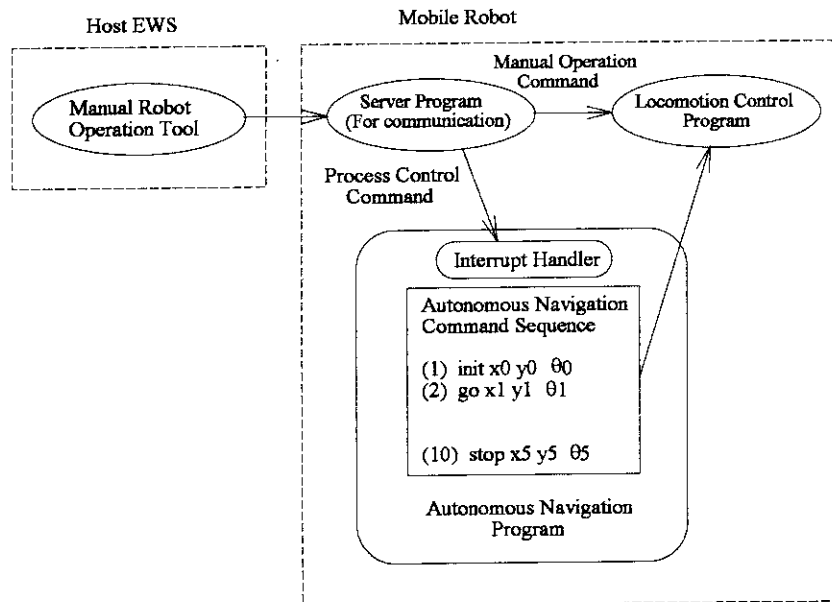 Host EWS
Mobile Robot
Manual Robot
Operation Tool
Server Program
(For communication)
Manual Operation
Command
Locomotion Control
Program
Process Control
Command
Interrupt Handler
Autonomous Navigation
Command Sequence
(1) init x0 y0 θ0
(2) go x1 y1 θ1
(10) stop x5 y5 θ5
Autonomous Navigation
Program